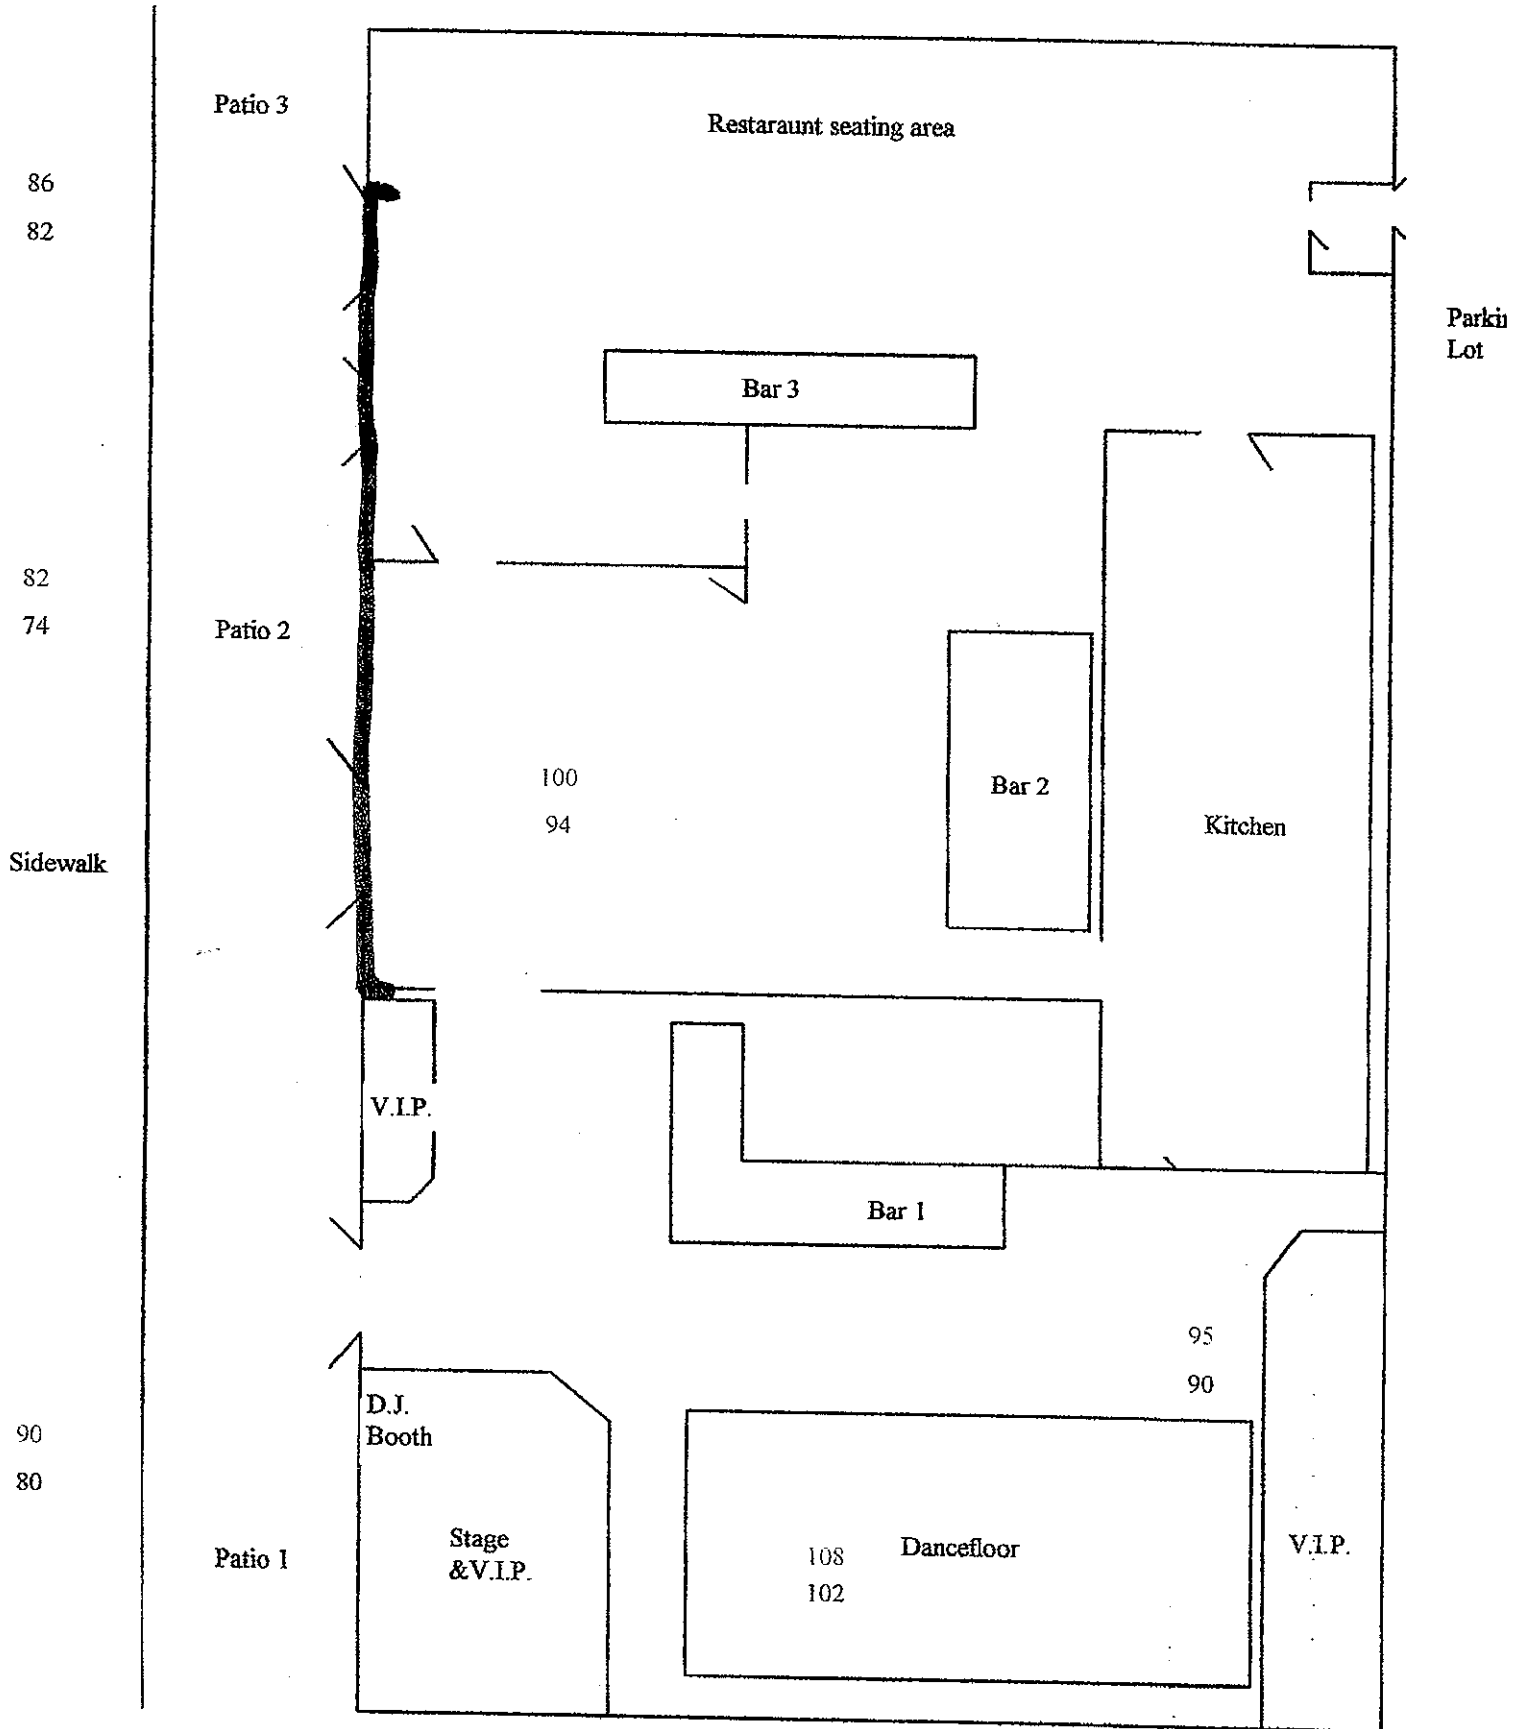 Patio 3
Restaraunt seating area
86
82
Parkin
Lot
Bar 3
82
74
Patio 2
100
94
Bar 2
Kitchen
Sidewalk
V.I.P.
Bar 1
95
90
D.J.
Booth
90
80
Patio 1
Stage
&V.I.P.
108
102
Dancefloor
V.I.P.